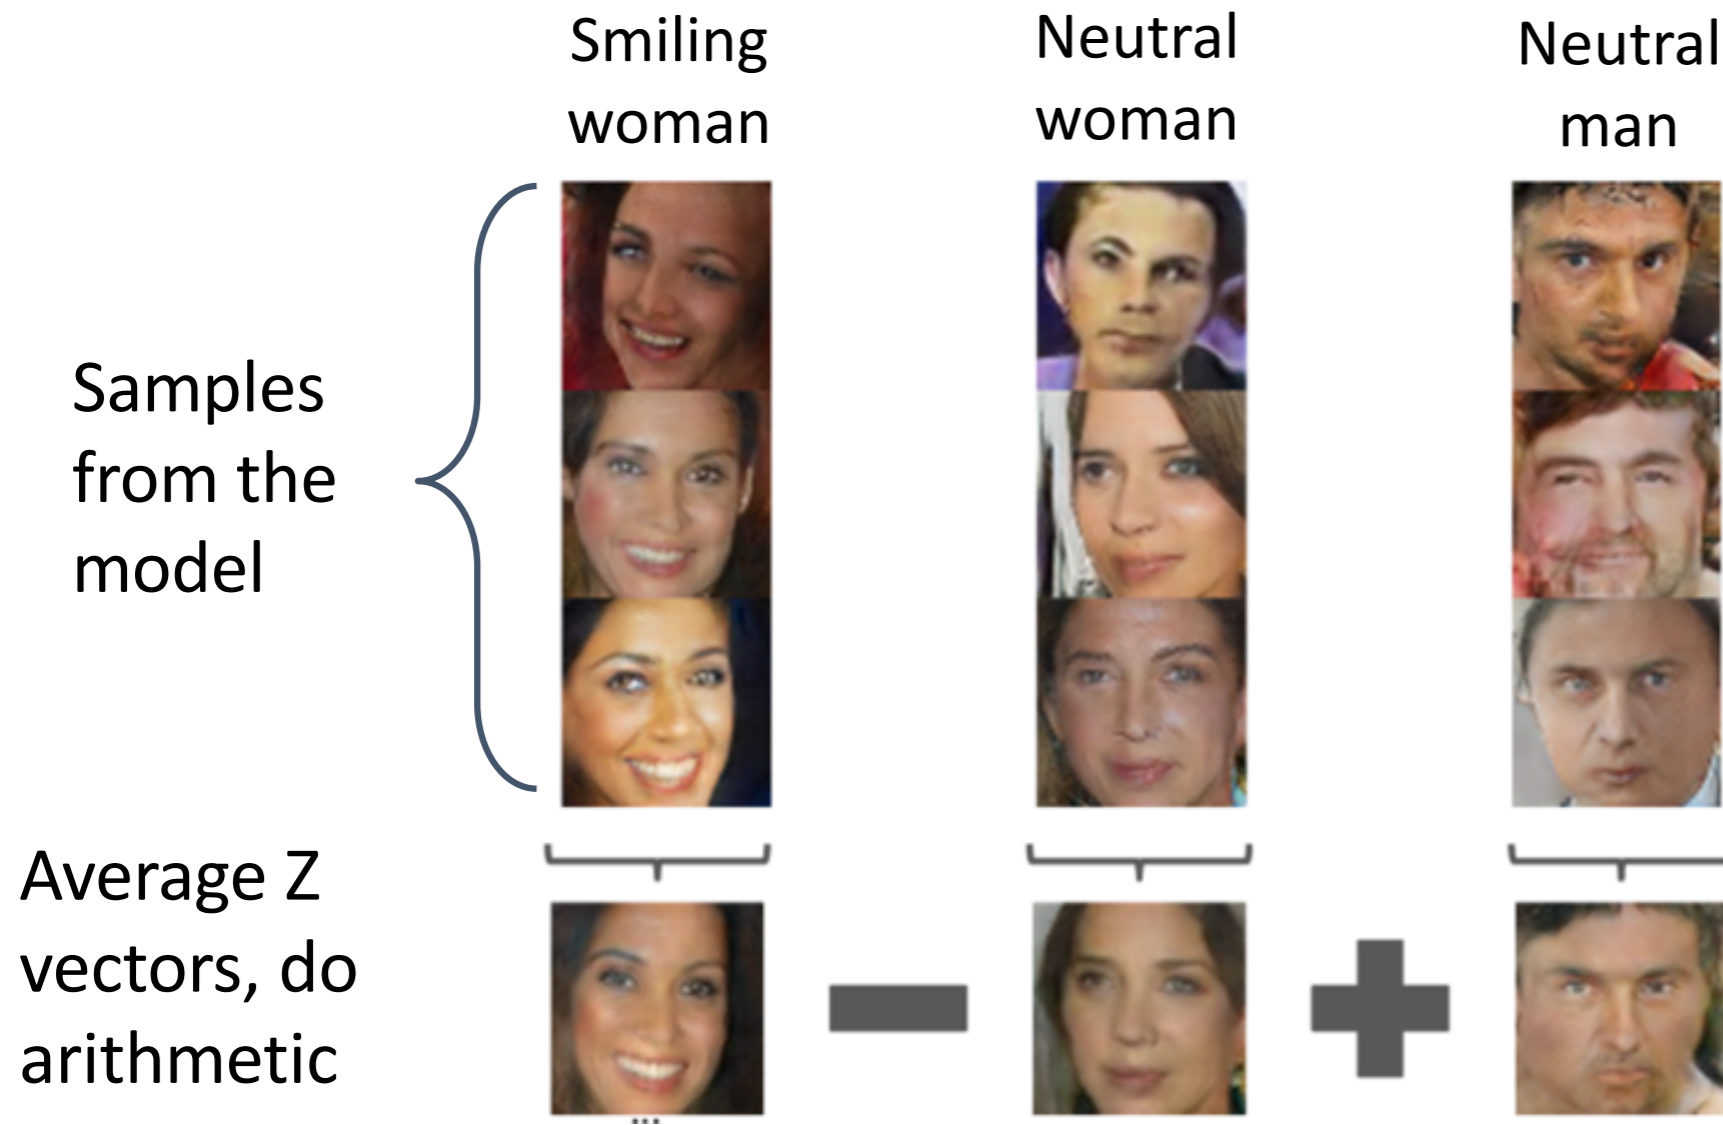 Smiling
woman
Neutral
woman
Neutral
man
Samples
from the
model
Average Z
vectors, do
arithmetic